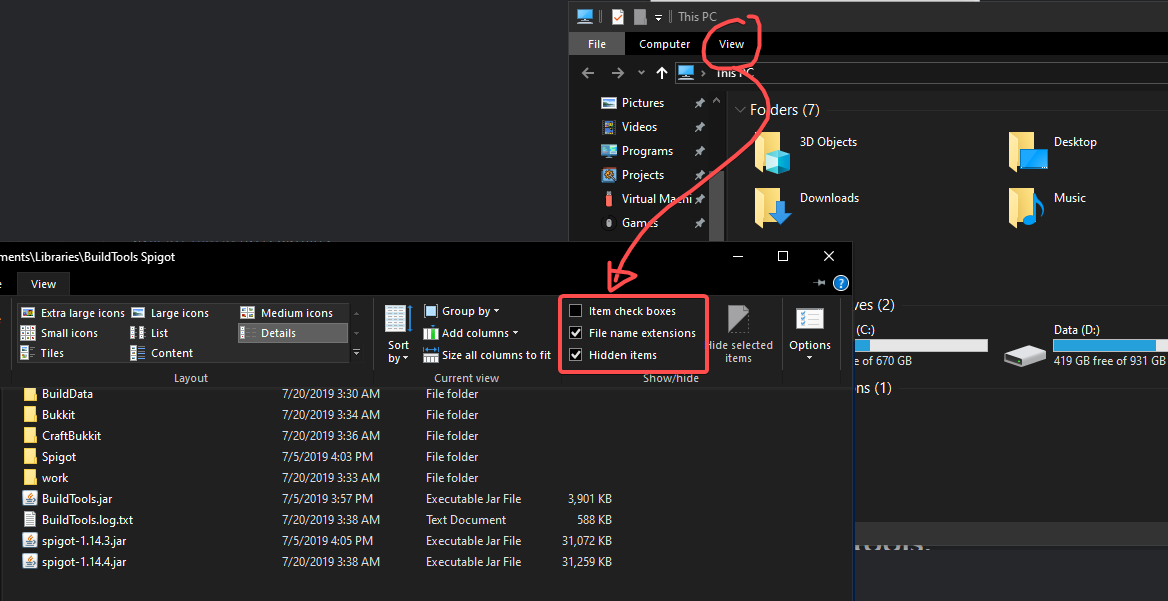 This PC
File Computer View
This PC
Pictures
Videos
Programs
Projects
Virtual Machi
Games
Folders (7)
3D Objects Desktop
Downloads Music
ments\Libraries\BuildTools Spigot
View
Extra large icons Large icons Medium icons
Small icons List Details
Tiles Content
Layout
Sort by
Group by
Add columns
Size all columns to fit
Current view
Item check boxes
File name extensions
Hidden items
Hide selected items
Show/hide
Options
ves (2)
(C:) Data (D:)
e of 670 GB 419 GB free of 931 GB
ns (1)
BuildData 7/20/2019 3:30 AM File folder
Bukkit 7/20/2019 3:34 AM File folder
CraftBukkit 7/20/2019 3:36 AM File folder
Spigot 7/5/2019 4:03 PM File folder
work 7/20/2019 3:33 AM File folder
BuildTools.jar 7/5/2019 3:57 PM Executable Jar File 3,901 KB
BuildTools.log.txt 7/20/2019 3:38 AM Text Document 588 KB
spigot-1.14.3.jar 7/5/2019 4:05 PM Executable Jar File 31,072 KB
spigot-1.14.4.jar 7/20/2019 3:38 AM Executable Jar File 31,259 KB